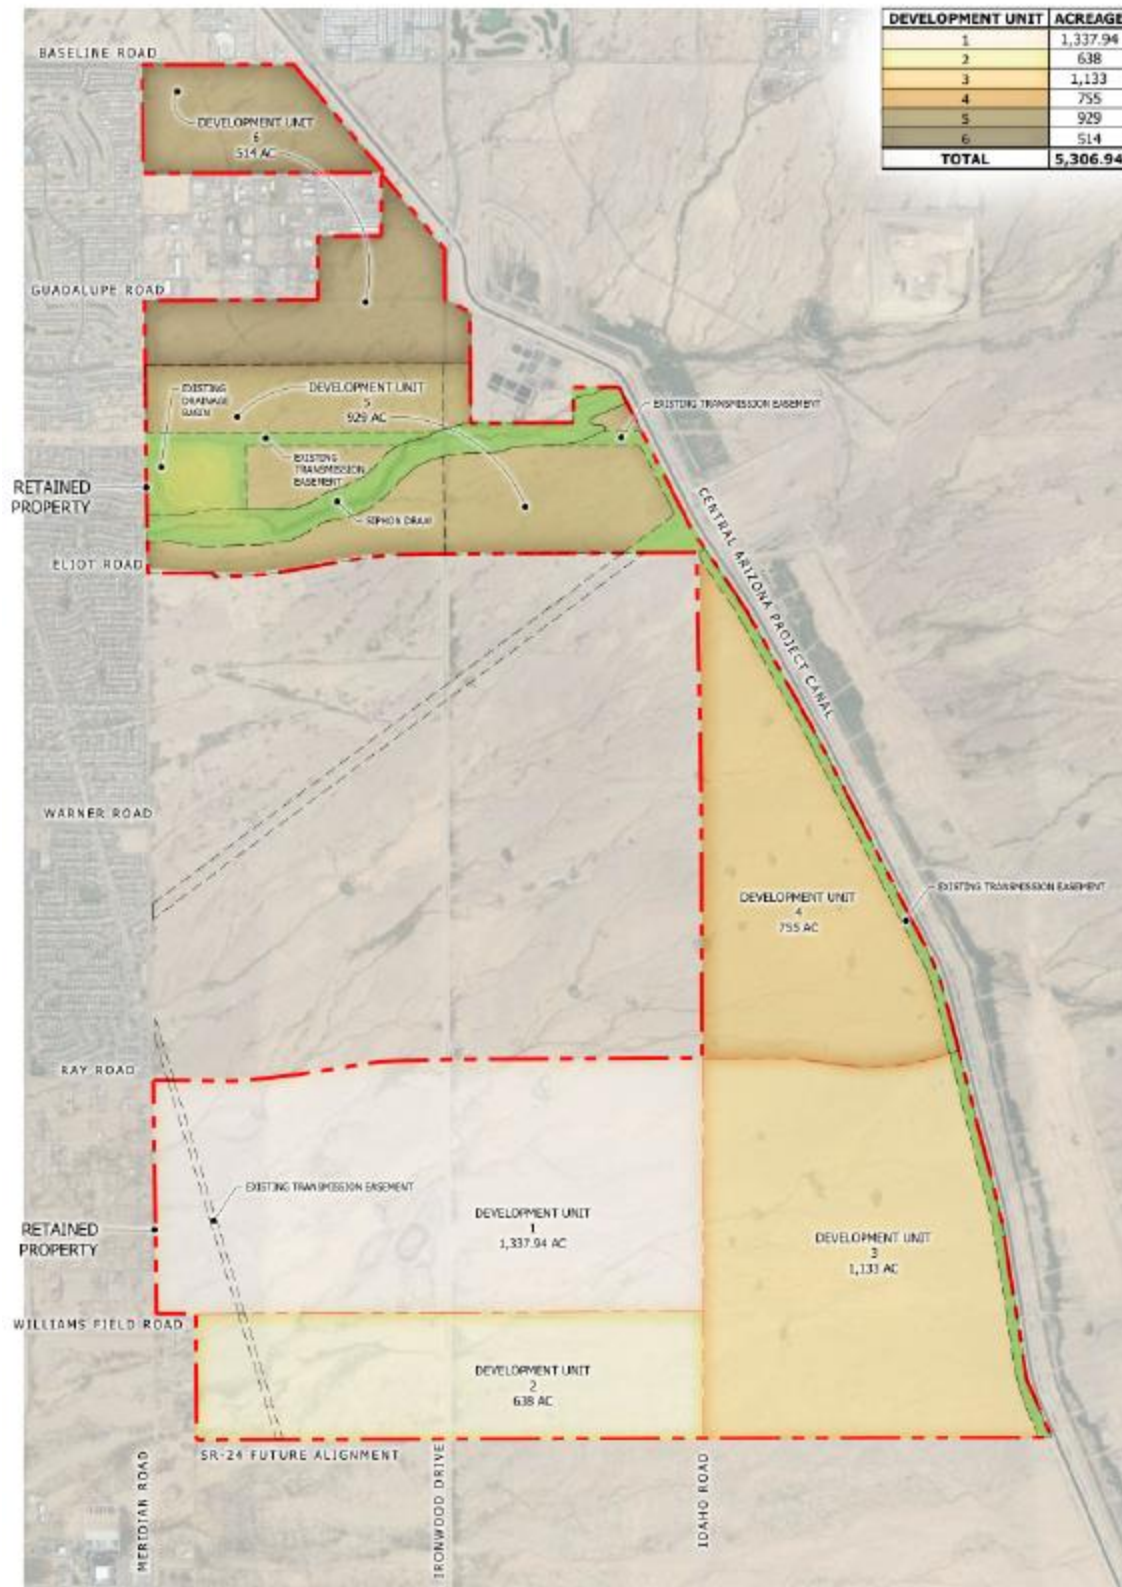 DEVELOPMENT UNIT ACREAGE
1 1,337.94
2 638
3 1,133
4 755
5 929
6 514
TOTAL 5,306.94
BASELINE ROAD
DEVELOPMENT UNIT
6
514 AC
GUADALUPE ROAD
EXISTING
DRAINAGE
BASIN
DEVELOPMENT UNIT
5
929 AC
EXISTING TRANSMISSION EASEMENT
EXISTING
TRANSMISSION
EASEMENT
RETAINED
PROPERTY
SIPHON DRAW
CENTRAL ARIZONA PROJECT CANAL
ELIOT ROAD
WARNER ROAD
DEVELOPMENT UNIT
4
755 AC
EXISTING TRANSMISSION EASEMENT
RAY ROAD
EXISTING TRANSMISSION EASEMENT
RETAINED
PROPERTY
DEVELOPMENT UNIT
1
1,337.94 AC
DEVELOPMENT UNIT
3
1,133 AC
WILLIAMS FIELD ROAD
DEVELOPMENT UNIT
2
638 AC
SR-24 FUTURE ALIGNMENT
MERIDIAN ROAD
IRONWOOD DRIVE
IDAHO ROAD